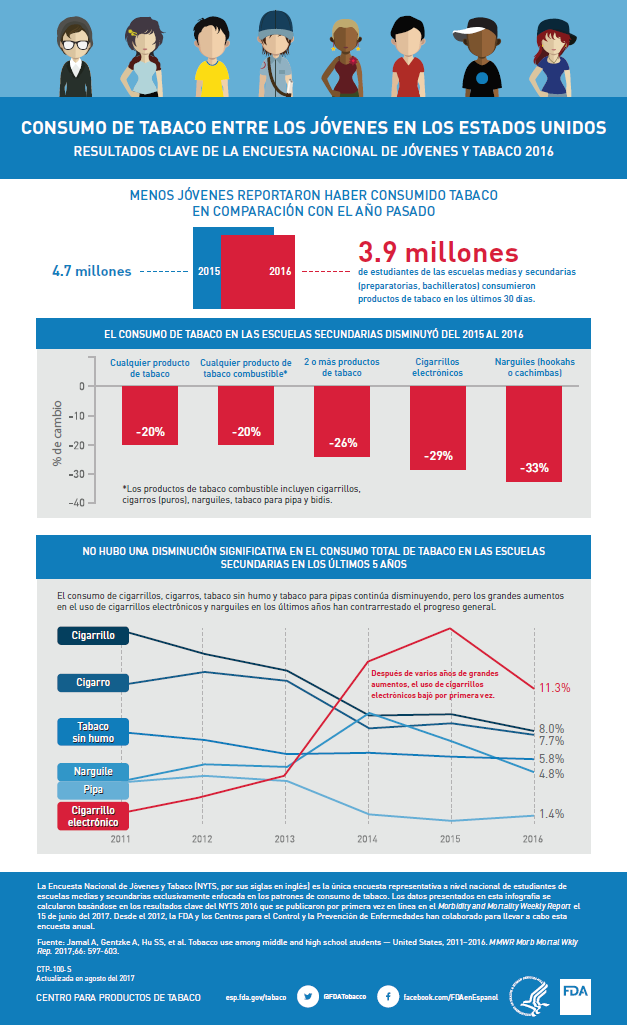 CONSUMO DE TABACO ENTRE LOS JÓVENES EN LOS ESTADOS UNIDOS
RESULTADOS CLAVE DE LA ENCUESTA NACIONAL DE JÓVENES Y TABACO 2016
MENOS JÓVENES REPORTARON HABER CONSUMIDO TABACO
EN COMPARACIÓN CON EL AÑO PASADO
4.7 millones
2015
2016
3.9 millones
de estudiantes de las escuelas medias y secundarias
(preparatorias, bachilleratos) consumieron
productos de tabaco en los últimos 30 días.
EL CONSUMO DE TABACO EN LAS ESCUELAS SECUNDARIAS DISMINUYÓ DEL 2015 AL 2016
Cualquier producto
de tabaco
Cualquier producto de
tabaco combustible*
2 o más productos
de tabaco
Cigarrillos
electrónicos
Narguiles (hookahs
o cachimbas)
% de cambio
0
-10
-20
-30
-40
-20%
-20%
-26%
-29%
-33%
*Los productos de tabaco combustible incluyen cigarrillos,
cigarros (puros), narguiles, tabaco para pipa y bidis.
NO HUBO UNA DISMINUCIÓN SIGNIFICATIVA EN EL CONSUMO TOTAL DE TABACO EN LAS ESCUELAS
SECUNDARIAS EN LOS ÚLTIMOS 5 AÑOS
El consumo de cigarrillos, cigarros, tabaco sin humo y tabaco para pipas continúa disminuyendo, pero los grandes aumentos
en el uso de cigarrillos electrónicos y narguiles en los últimos años han contrarrestado el progreso general.
Cigarrillo
Cigarro
Tabaco
sin humo
Narguile
Pipa
Cigarrillo
electrónico
Después de varios años de grandes
aumentos, el uso de cigarrillos
electrónicos bajó por primera vez.
11.3%
8.0%
7.7%
5.8%
4.8%
1.4%
2011
2012
2013
2014
2015
2016
La Encuesta Nacional de Jóvenes y Tabaco (NYTS, por sus siglas en inglés) es la única encuesta representativa a nivel nacional de estudiantes de
escuelas medias y secundarias exclusivamente enfocada en los patrones de consumo de tabaco. Los datos presentados en esta infografía se
calcularon basándose en los resultados clave del NYTS 2016 que se publicaron por primera vez en línea en el Morbidity and Mortality Weekly Report el
15 de junio del 2017. Desde el 2012, la FDA y los Centros para el Control y la Prevención de Enfermedades han colaborado para llevar a cabo esta
encuesta anual.
Fuente: Jamal A, Gentzke A, Hu SS, et al. Tobacco use among middle and high school students — United States, 2011–2016. MMWR Morb Mortal Wkly
Rep. 2017;66: 597-603.
CTP-100-S
Actualizada en agosto del 2017
CENTRO PARA PRODUCTOS DE TABACO
esp.fda.gov/tabaco
@FDATobacco
facebook.com/FDAenEspanol
FDA